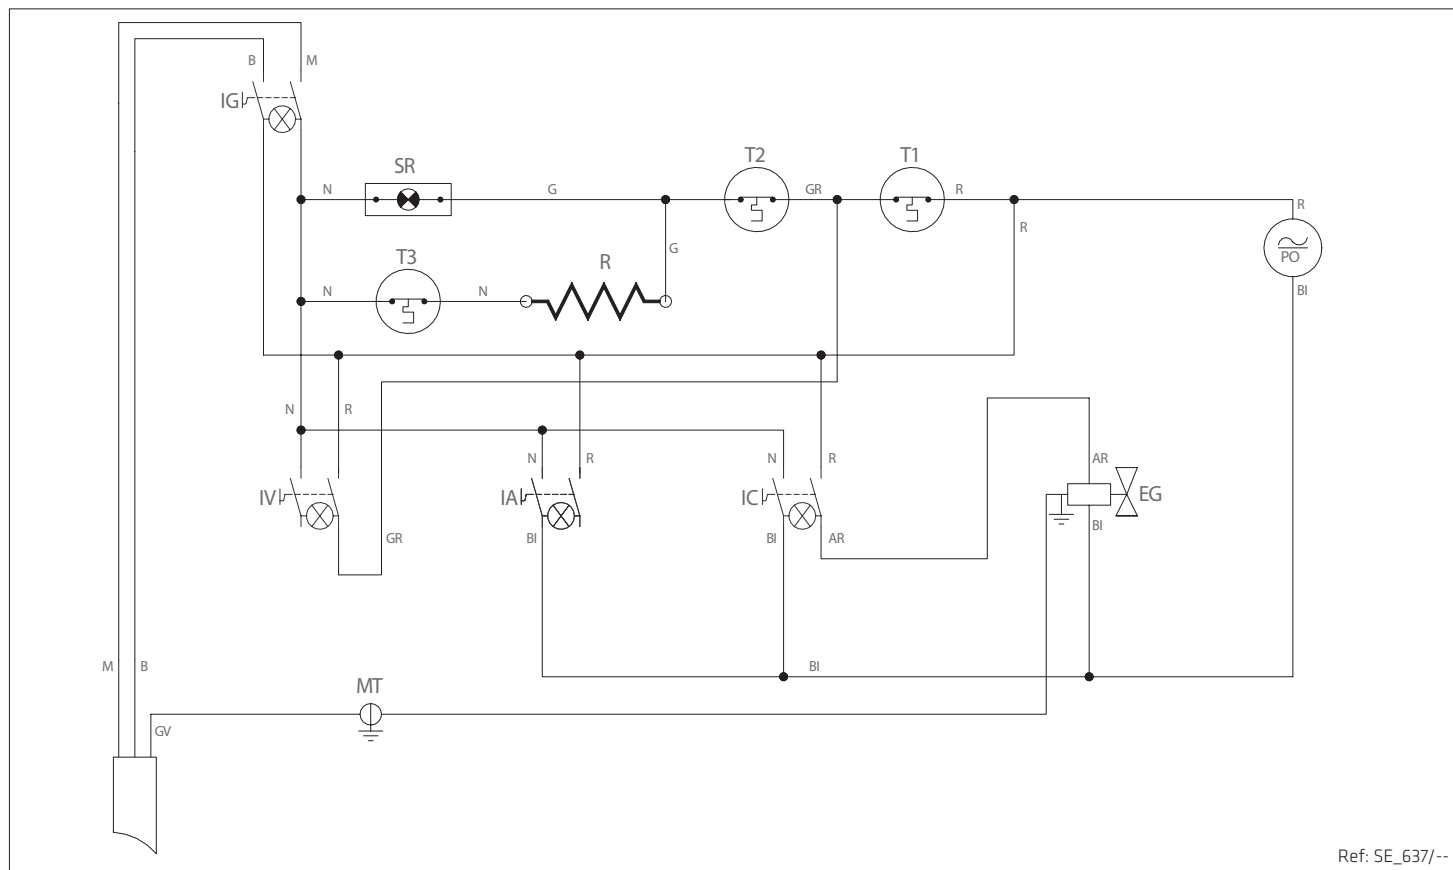 B M
IG
SR T2 T1
N G GR R
R
R
PO
BI
G
T3 R
N N
N R
N R N R AR
IV IA IC EG
GR BI BI AR BI
M B BI
MT
GV
Ref: SE_637/--